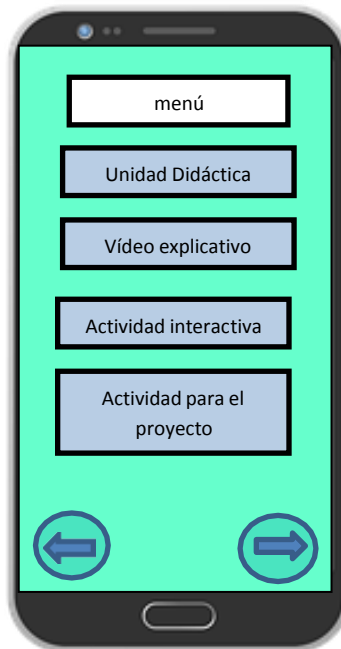 menú
Unidad Didáctica
Vídeo explicativo
Actividad interactiva
Actividad para el
proyecto